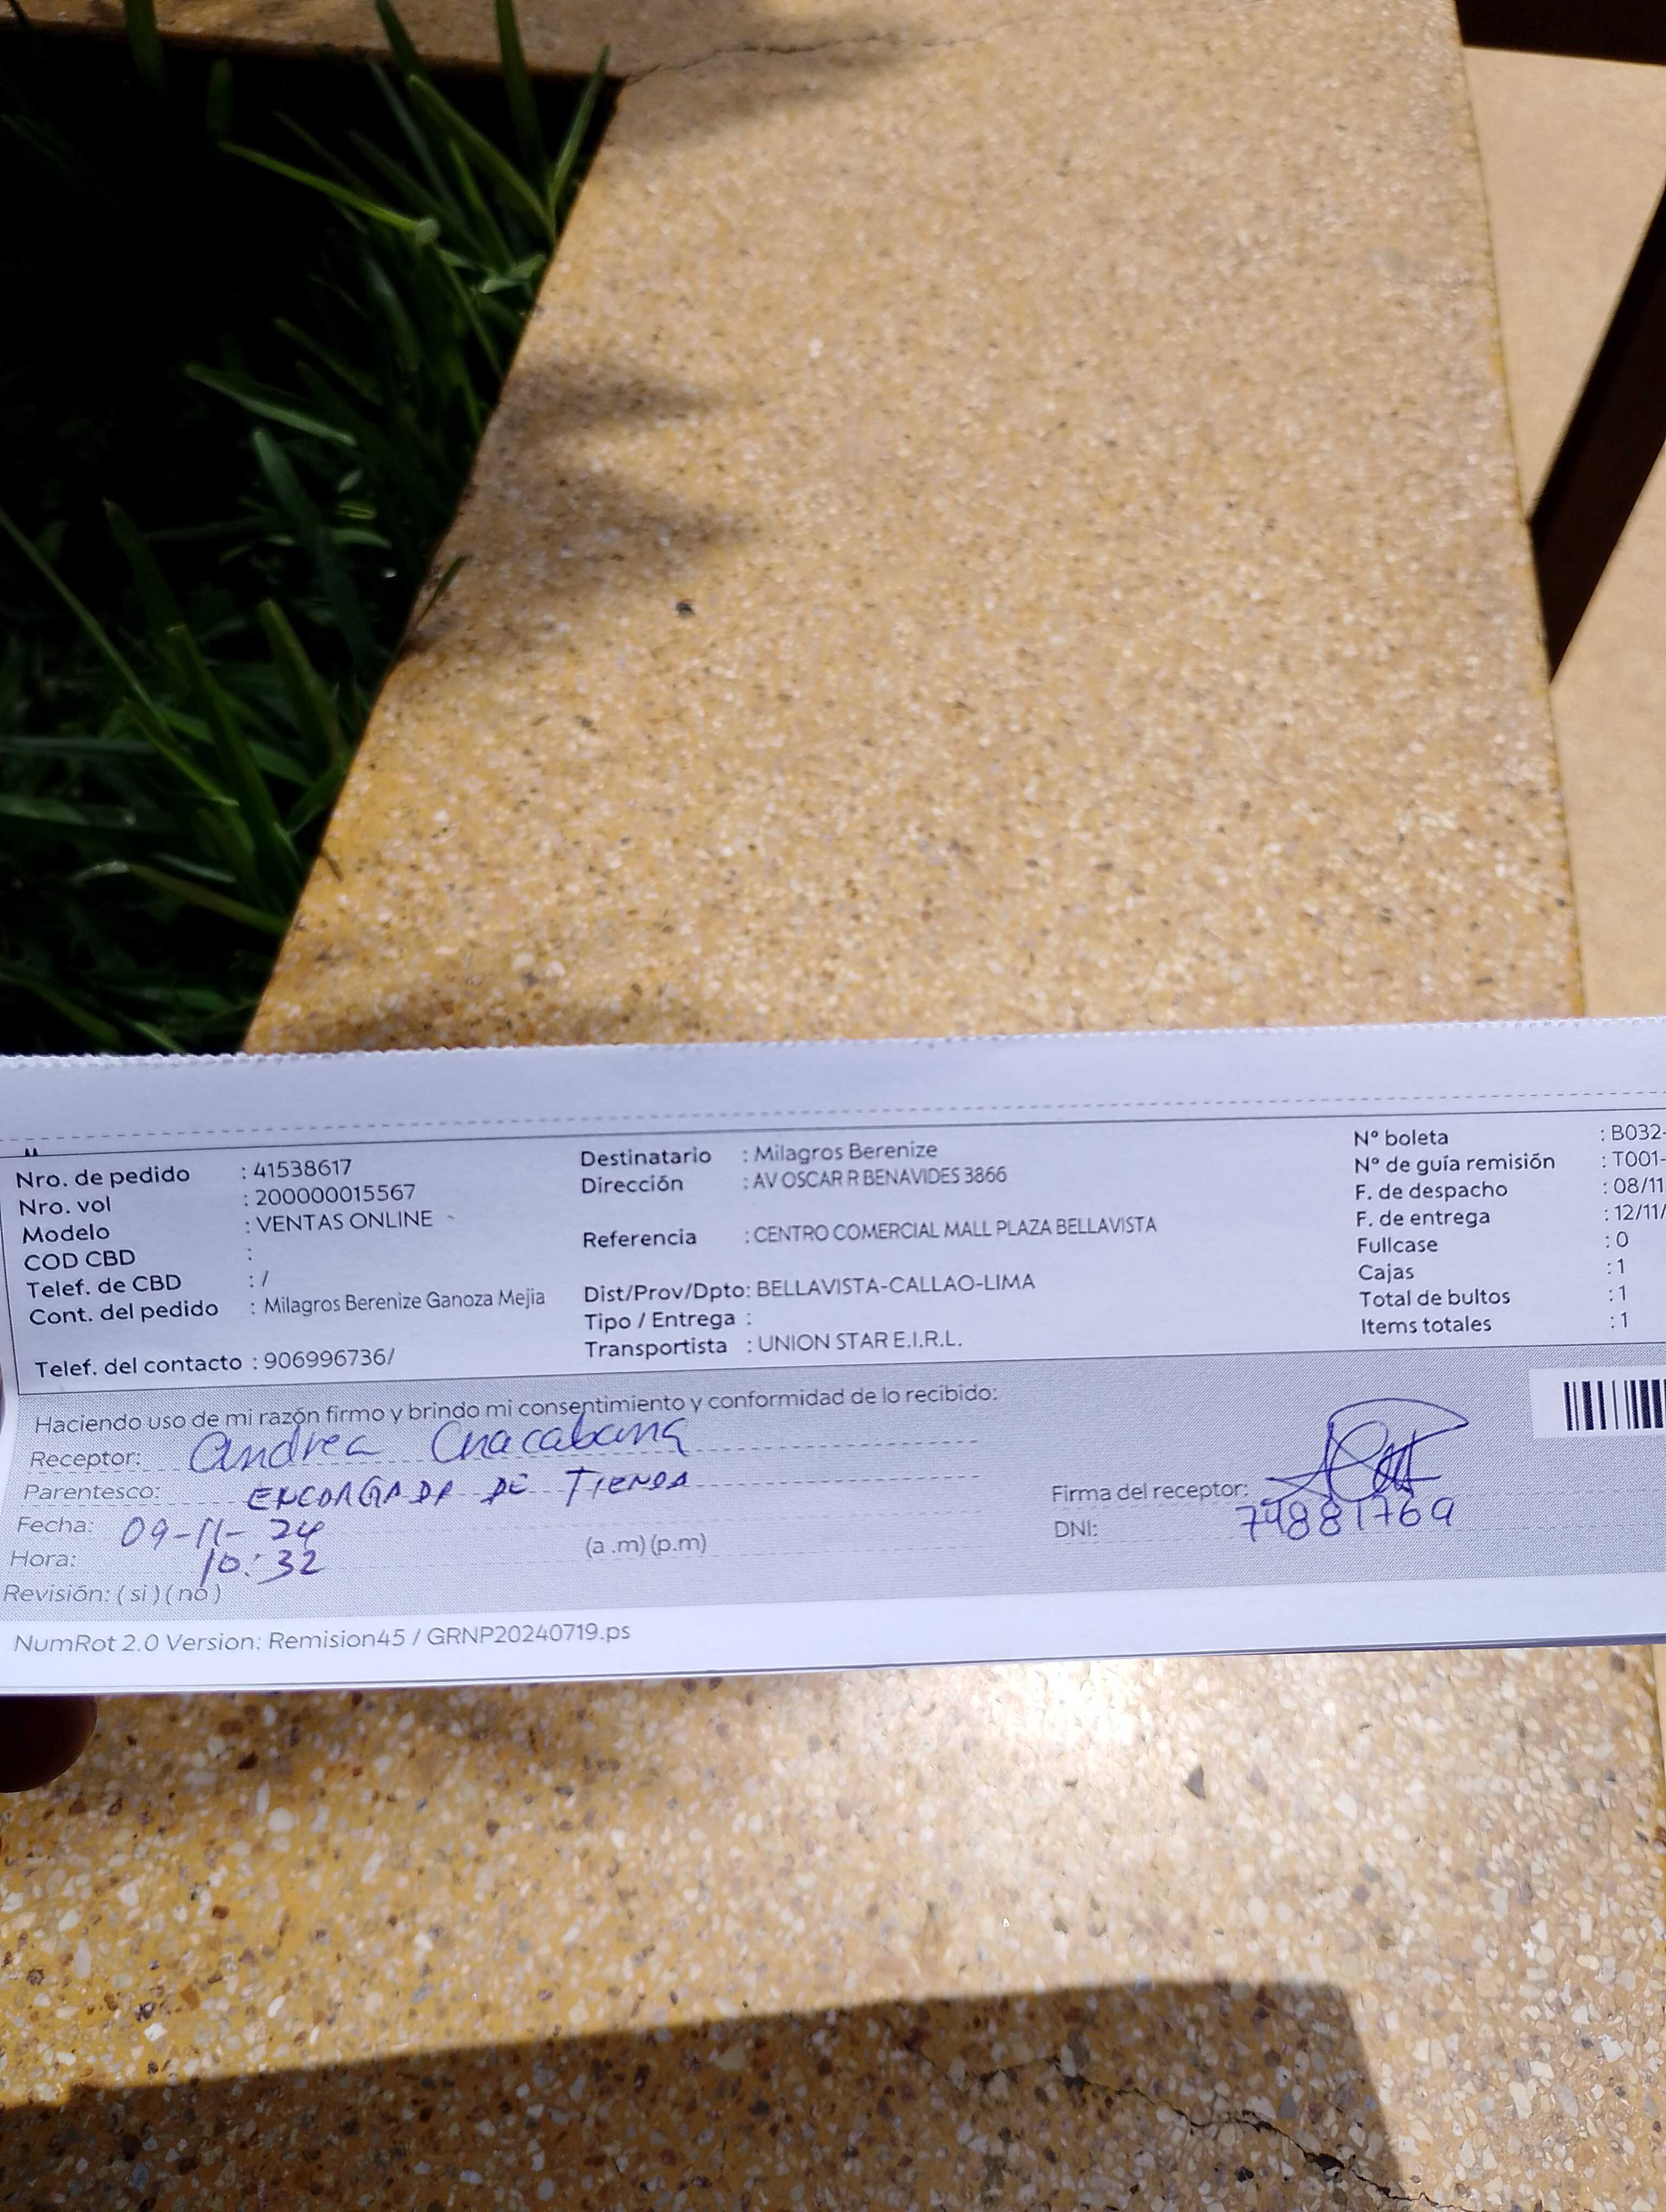 Nro. de pedido : 41538617
Nro. vol : 200000015567
Modelo : VENTAS ONLINE
COD CBD :
Telef. de CBD : /
Cont. del pedido : Milagros Berenize Ganoza Mejia
Telef. del contacto : 906996736/
Destinatario : Milagros Berenize
Dirección : AV OSCAR R BENAVIDES 3866
Referencia : CENTRO COMERCIAL MALL PLAZA BELLAVISTA
Dist/Prov/Dpto: BELLAVISTA-CALLAO-LIMA
Tipo / Entrega :
Transportista : UNION STAR E.I.R.L.
Nº boleta : B032-
Nº de guía remisión : T001-
F. de despacho : 08/11
F. de entrega : 12/11/
Fullcase : 0
Cajas : 1
Total de bultos : 1
Items totales : 1
Haciendo uso de mi razón firmo y brindo mi consentimiento y conformidad de lo recibido:
Receptor: Andrea
Parentesco: ENCARGADA DE TIENDA
Fecha: 09-11-24
Hora: 10:32 (a .m) (p.m)
Revisión: ( si ) ( no )
Firma del receptor:
DNI: 74881769
NumRot 2.0 Version: Remision45 / GRNP20240719.ps